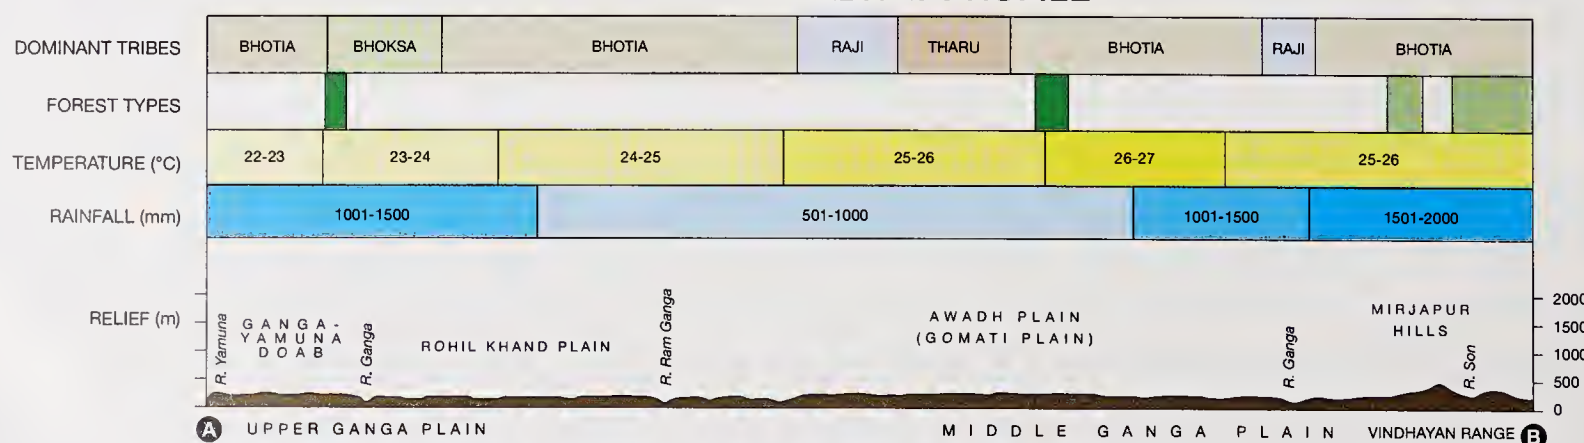 DOMINANT TRIBES BHOTIA BHOKSA BHOTIA RAJI THARU BHOTIA RAJI BHOTIA
FOREST TYPES
TEMPERATURE (°C) 22-23 23-24 24-25 25-26 26-27 25-26
RAINFALL (mm) 1001-1500 501-1000 1001-1500 1501-2000
RELIEF (m)
R. Yamuna
GANGA-
YAMUNA
DOAB
R. Ganga
ROHIL KHAND PLAIN
R. Ram Ganga
AWADH PLAIN
(GOMATI PLAIN)
R. Ganga
MIRJAPUR
HILLS
R. Son
2000
1500
1000
500
0
A UPPER GANGA PLAIN MIDDLE GANGA PLAIN VINDHAYAN RANGE B